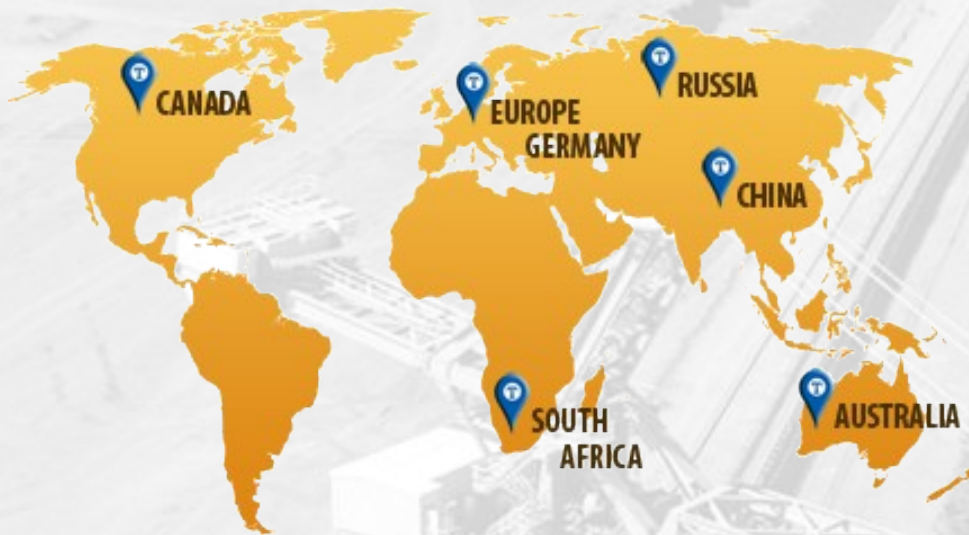 CANADA
EUROPE
GERMANY
RUSSIA
CHINA
SOUTH
AFRICA
AUSTRALIA
T
T
T
T
T
T